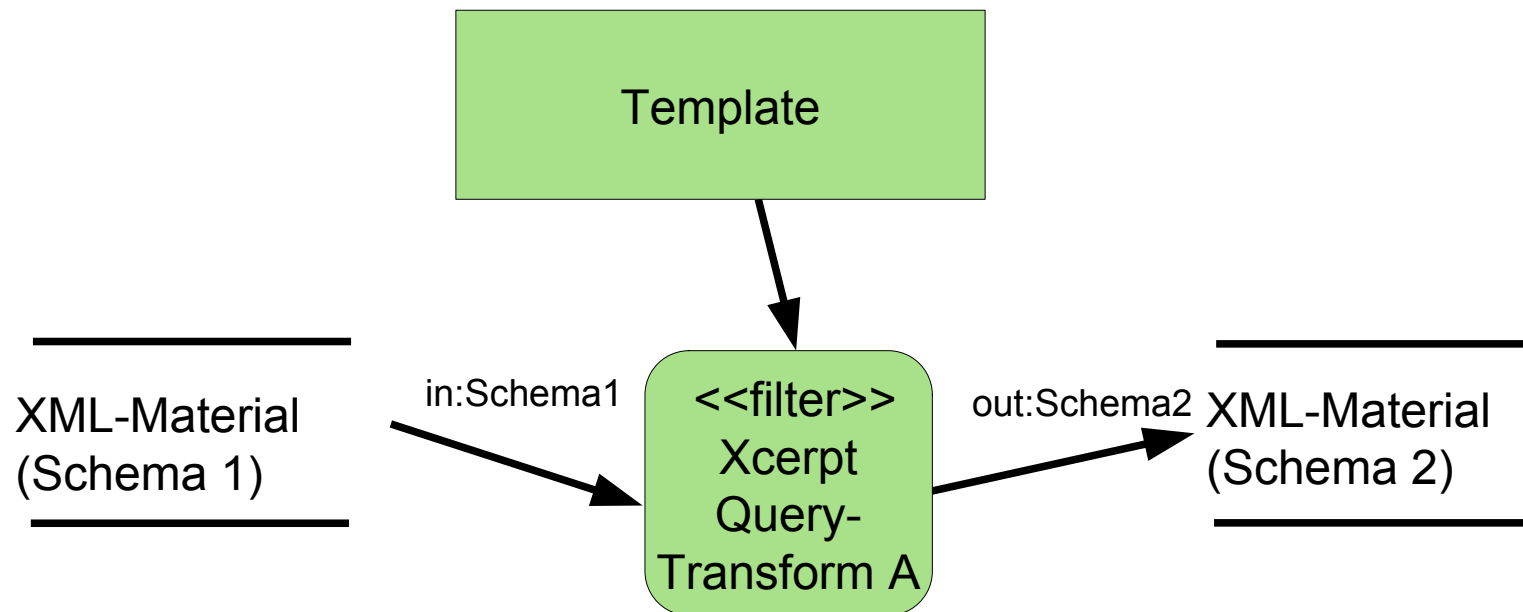 Template
XML-Material
(Schema 1)
in:Schema1
<<filter>>
Xcerpt
Query-
Transform A
out:Schema2
XML-Material
(Schema 2)